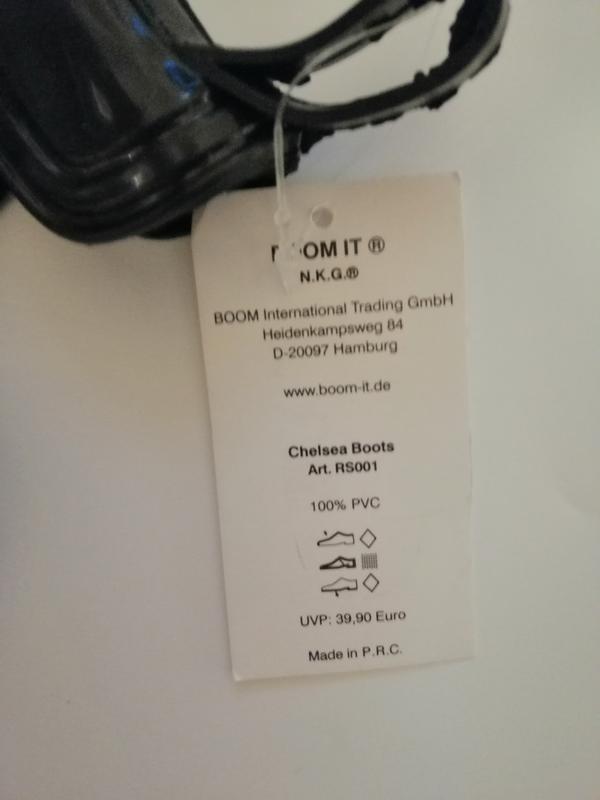 BOOM IT ®
N.K.G.®
BOOM International Trading GmbH
Heidenkampsweg 84
D-20097 Hamburg
www.boom-it.de
Chelsea Boots
Art. RS001
100% PVC
UVP: 39,90 Euro
Made in P.R.C.